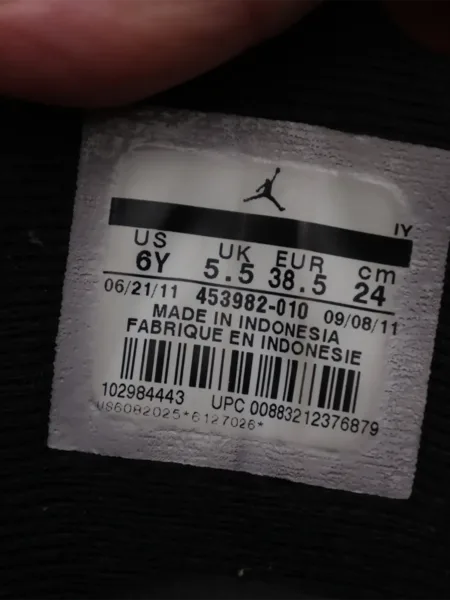 IY
US UK EUR cm
6Y 5.5 38.5 24
06/21/11 453982-010 09/08/11
MADE IN INDONESIA
FABRIQUE EN INDONESIE
102984443 UPC 00883212376879
US6082025*6127026*